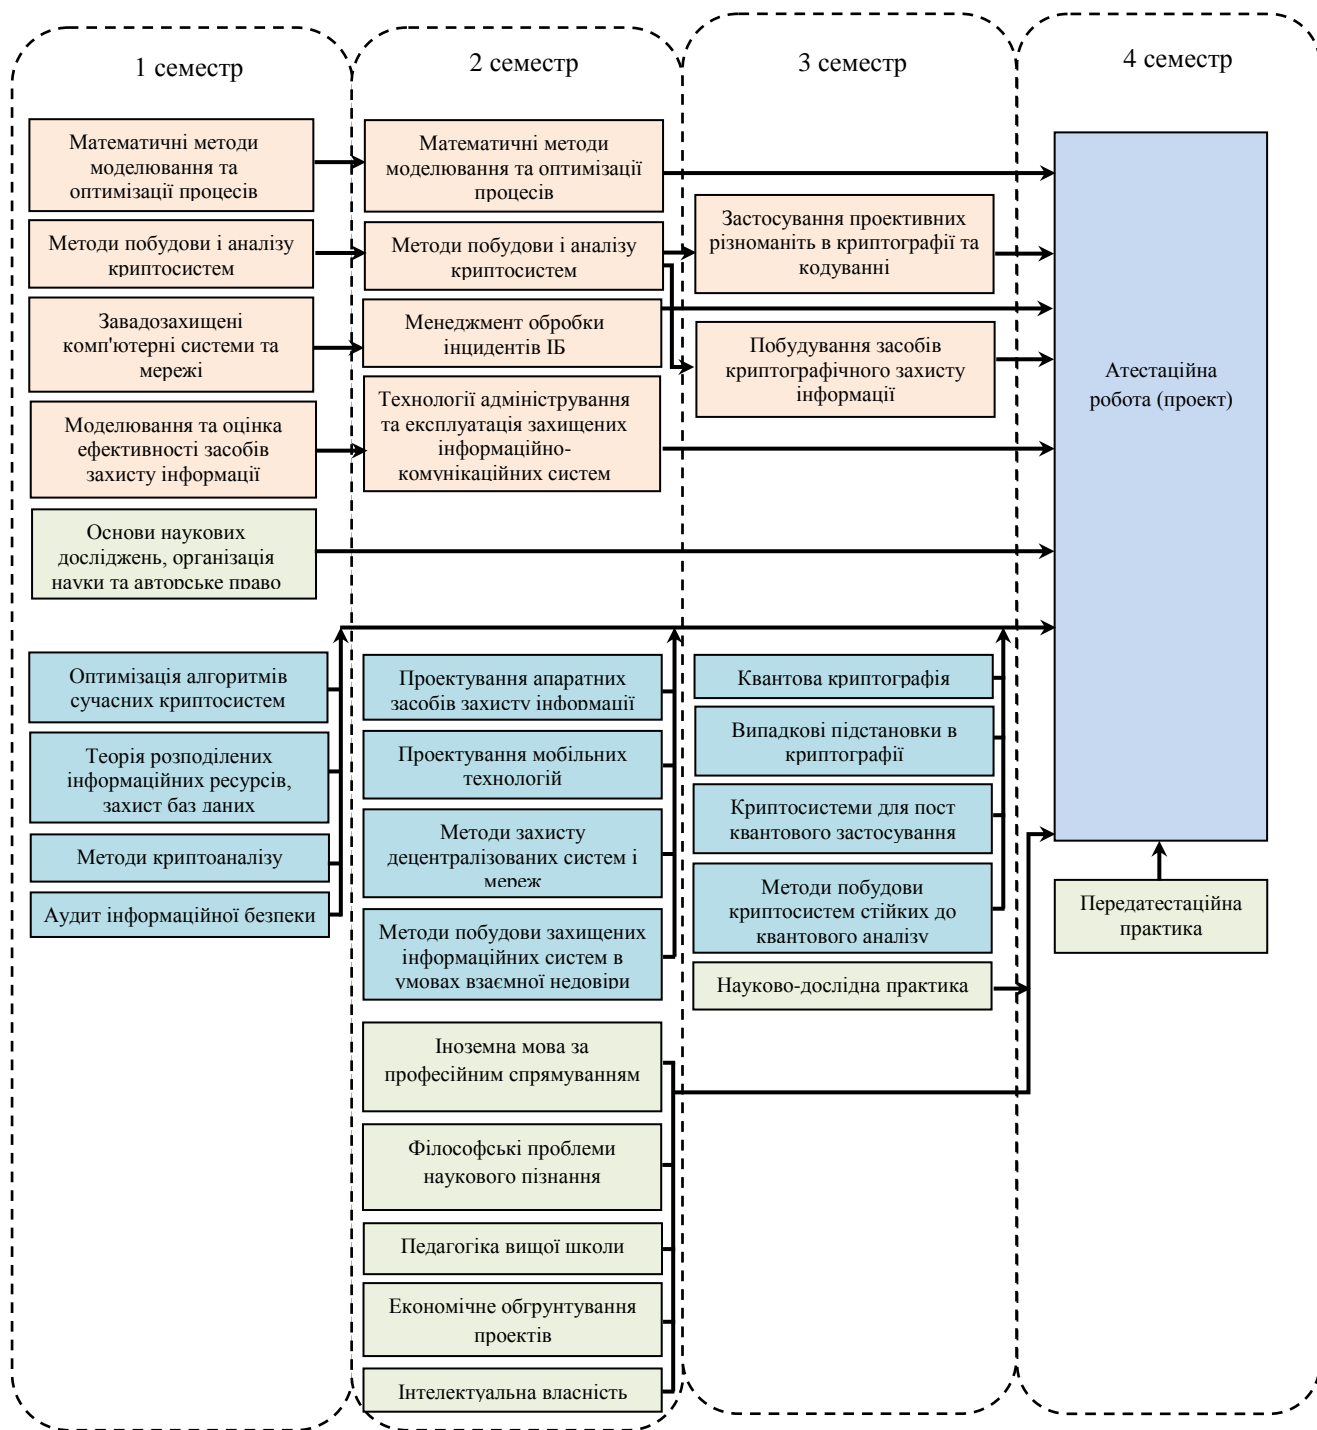 1 семестр
Математичні методи
моделювання та
оптимізації процесів
Методи побудови і аналізу
криптосистем
Завадозахищені
комп'ютерні системи та
мережі
Моделювання та оцінка
ефективності засобів
захисту інформації
Основи наукових
досліджень, організація
науки та авторське право
Оптимізація алгоритмів
сучасних криптосистем
Теорія розподілених
інформаційних ресурсів,
захист баз даних
Методи криптоаналізу
Аудит інформаційної безпеки
2 семестр
Математичні методи
моделювання та оптимізації
процесів
Методи побудови і аналізу
криптосистем
Менеджмент обробки
інцидентів ІБ
Технології адміністрування
та експлуатація захищених
інформаційно-
комунікаційних систем
Проектування апаратних
засобів захисту інформації
Проектування мобільних
технологій
Методи захисту
децентралізованих систем і
мереж
Методи побудови захищених
інформаційних систем в
умовах взаємної недовіри
Іноземна мова за
професійним спрямуванням
Філософські проблеми
наукового пізнання
Педагогіка вищої школи
Економічне обгрунтування
проектів
Інтелектуальна власність
3 семестр
Застосування проективних
різноманіть в криптографії та
кодуванні
Побудування засобів
криптографічного захисту
інформації
Квантова криптографія
Випадкові підстановки в
криптографії
Криптосистеми для пост
квантового застосування
Методи побудови
криптосистем стійких до
квантового аналізу
Науково-дослідна практика
4 семестр
Атестаційна
робота (проект)
Передатестаційна
практика